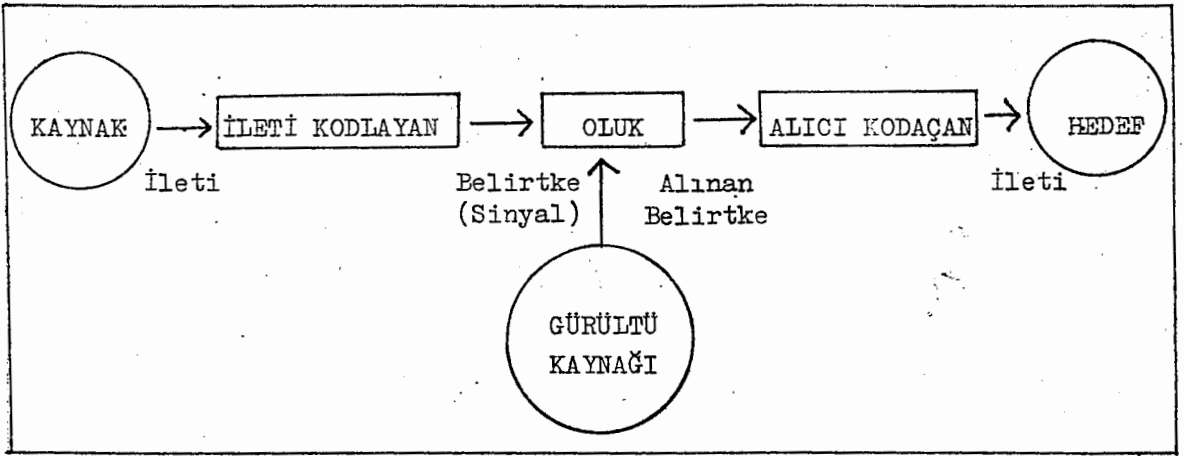 KAYNAK
İLETİ KODLAYAN
OLUK
ALICI KODAÇAN
HEDEF
İleti
Belirtke
(Sinyal)
Alınan
Belirtke
İleti
GÜRÜLTÜ
KAYNAĞI